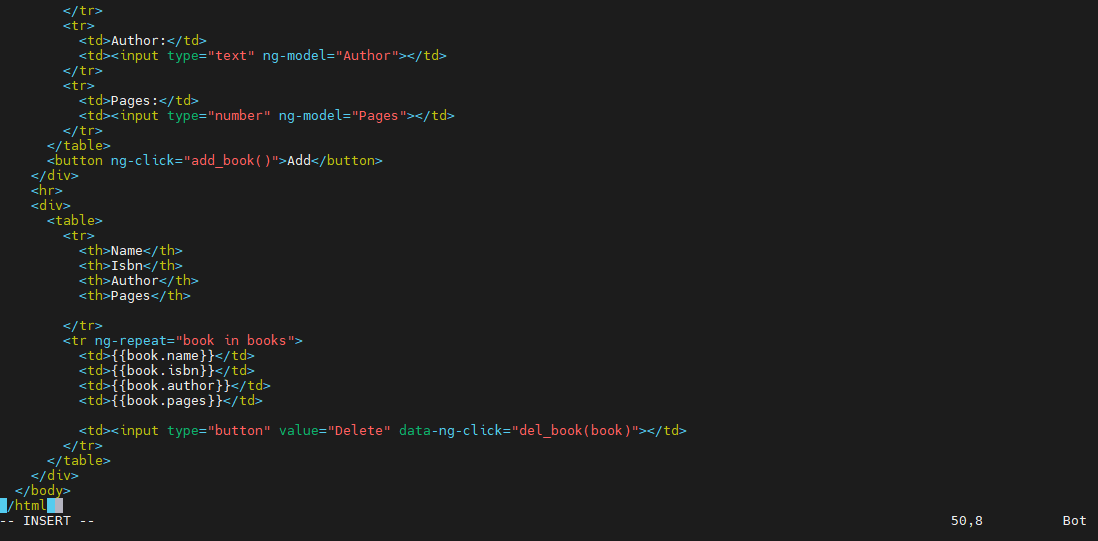 </tr>
        <tr>
          <td>Author:</td>
          <td><input type="text" ng-model="Author"></td>
        </tr>
        <tr>
          <td>Pages:</td>
          <td><input type="number" ng-model="Pages"></td>
        </tr>
      </table>
      <button ng-click="add_book()">Add</button>
    </div>
    <hr>
    <div>
      <table>
        <tr>
          <th>Name</th>
          <th>Isbn</th>
          <th>Author</th>
          <th>Pages</th>

        </tr>
        <tr ng-repeat="book in books">
          <td>{{book.name}}</td>
          <td>{{book.isbn}}</td>
          <td>{{book.author}}</td>
          <td>{{book.pages}}</td>

          <td><input type="button" value="Delete" data-ng-click="del_book(book)"></td>
        </tr>
      </table>
    </div>
  </body>
</html>
-- INSERT -- 50,8 Bot